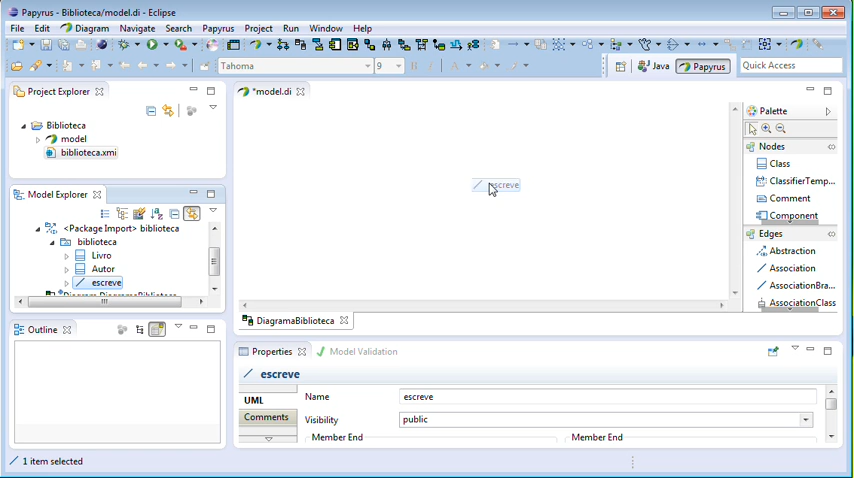 Papyrus - Biblioteca/model.di - Eclipse
File Edit Diagram Navigate Search Papyrus Project Run Window Help
Tahoma 9 Java Papyrus Quick Access
Project Explorer
Biblioteca
model
biblioteca.xmi
Model Explorer
<Package Import> biblioteca
biblioteca
Livro
Autor
escreve
Outline
1 item selected
*model.di
escreve
Palette
Nodes
Class
ClassifierTemp...
Comment
Component
Edges
Abstraction
Association
AssociationBra...
AssociationClass
DiagramaBiblioteca
Properties Model Validation
escreve
UML
Comments
Name escreve
Visibility public
Member End Member End